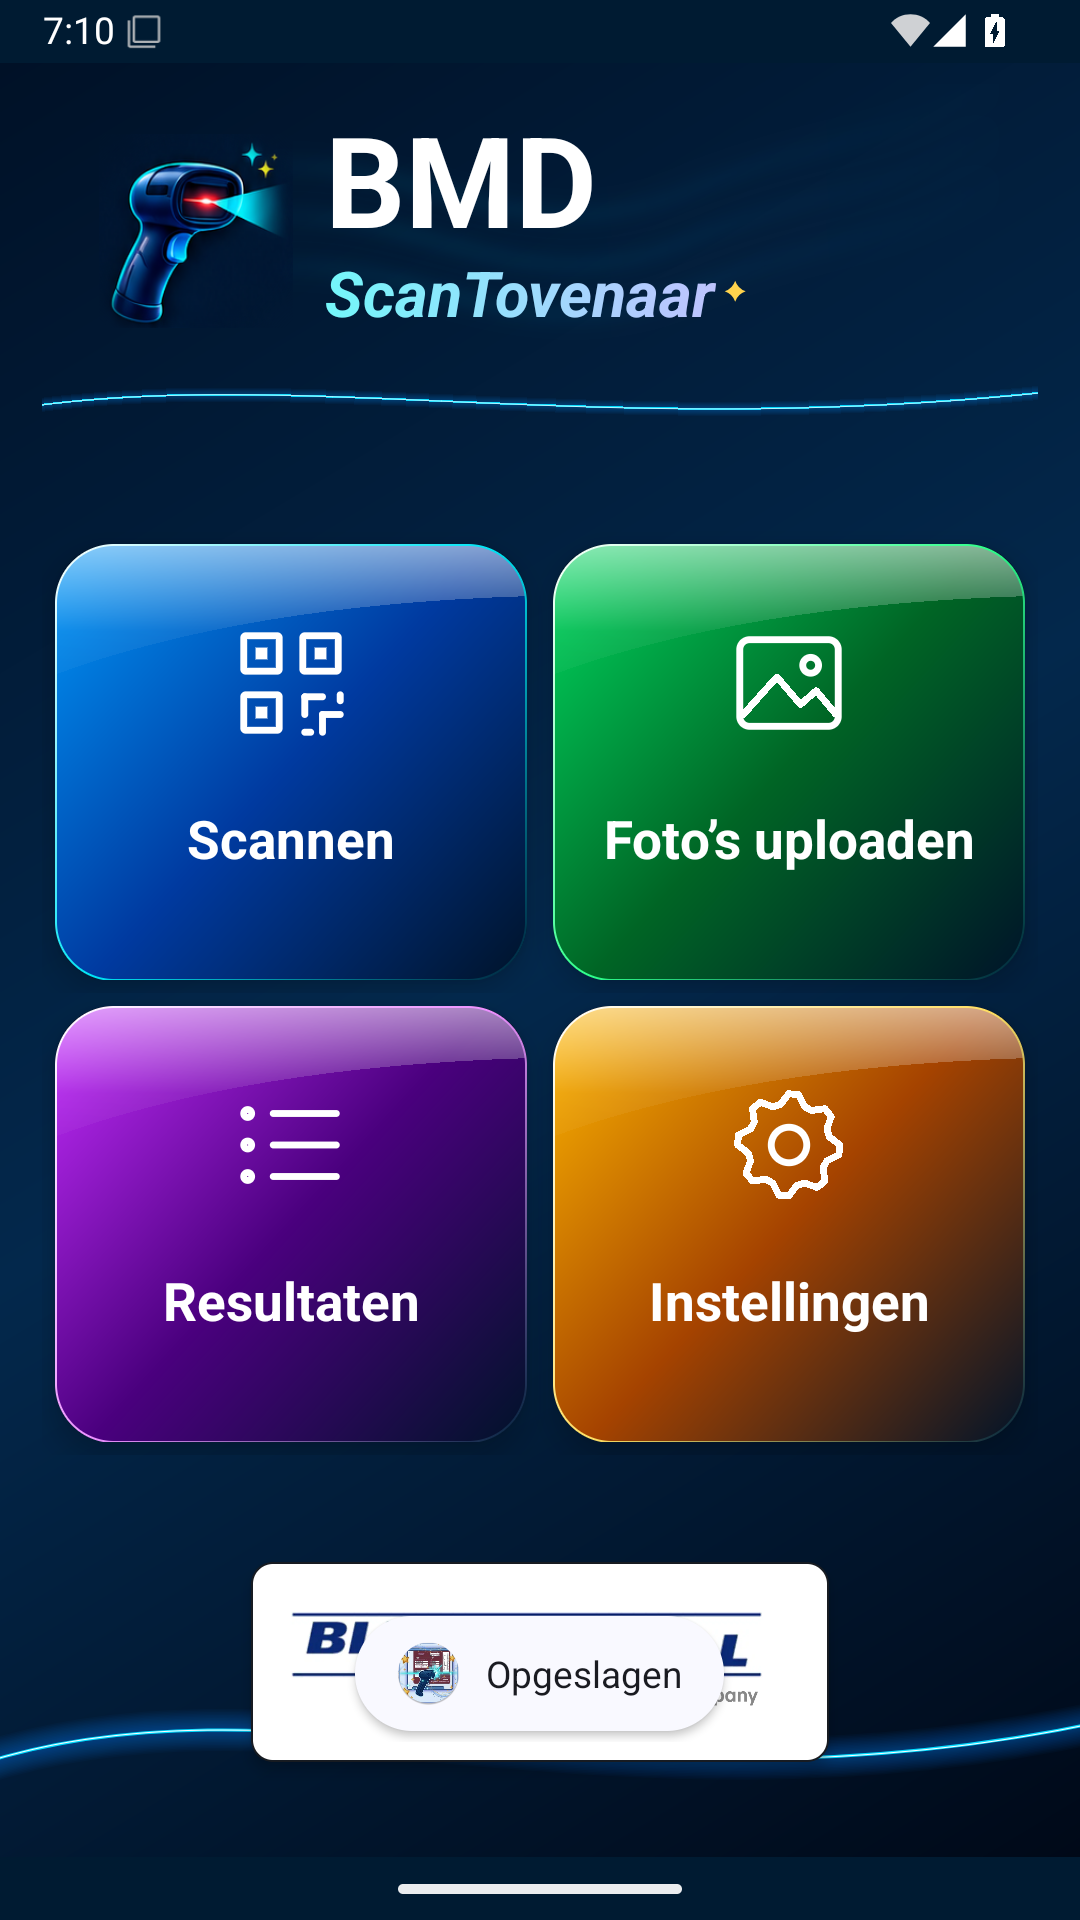 7:10
BMD
ScanTovenaar
Scannen
Foto’s uploaden
Resultaten
Instellingen
Opgeslagen